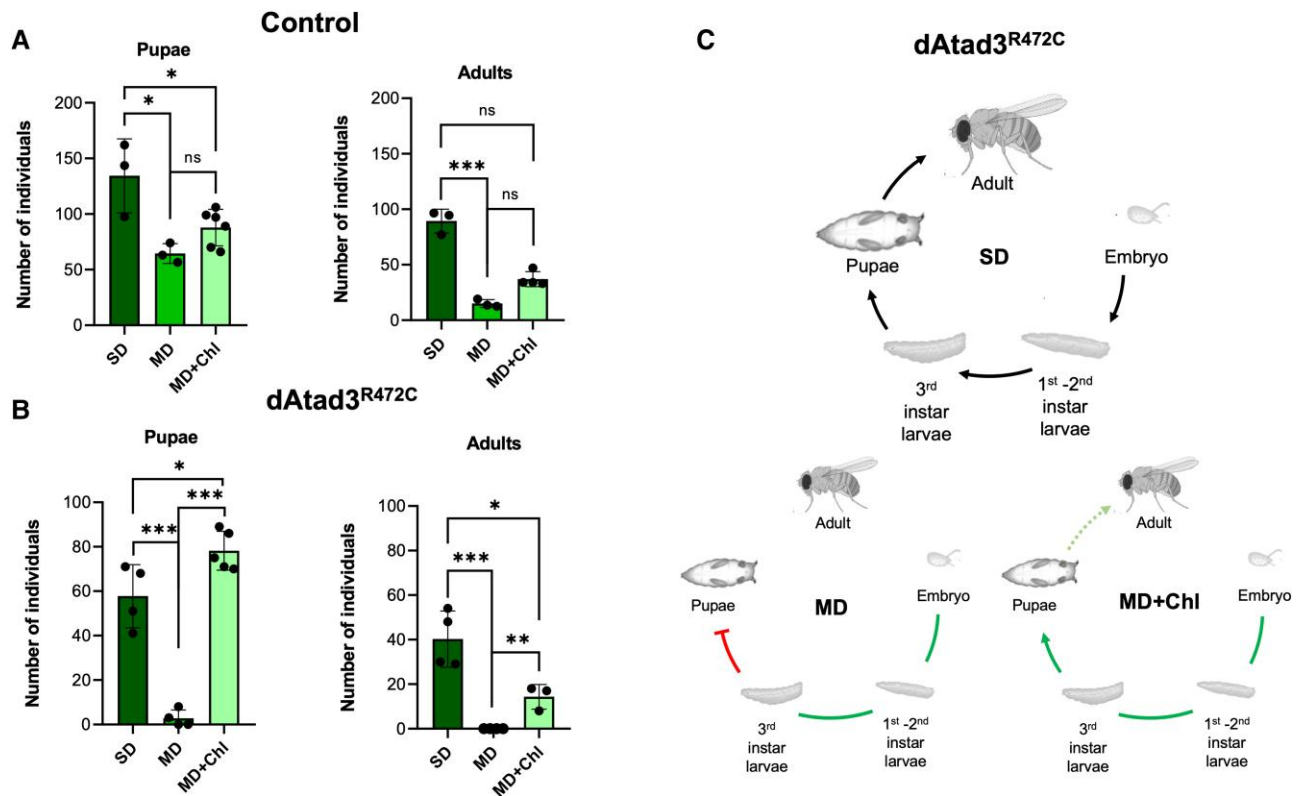 Control
A
Pupae
Number of individuals
200
150
100
50
0
*
*
ns
SD
MD
MD+Chl
Adults
Number of individuals
200
150
100
50
0
ns
***
ns
SD
MD
MD+Chl
dAtad3R472C
B
Pupae
Number of individuals
100
80
60
40
20
0
*
***
***
SD
MD
MD+Chl
Adults
Number of individuals
100
80
60
40
20
0
*
***
**
SD
MD
MD+Chl
C
dAtad3R472C
Adult
Pupae
SD
Embryo
3rd
instar
larvae
1st -2nd
instar
larvae
Adult
Pupae
MD
Embryo
3rd
instar
larvae
1st -2nd
instar
larvae
Adult
Pupae
MD+Chl
Embryo
3rd
instar
larvae
1st -2nd
instar
larvae